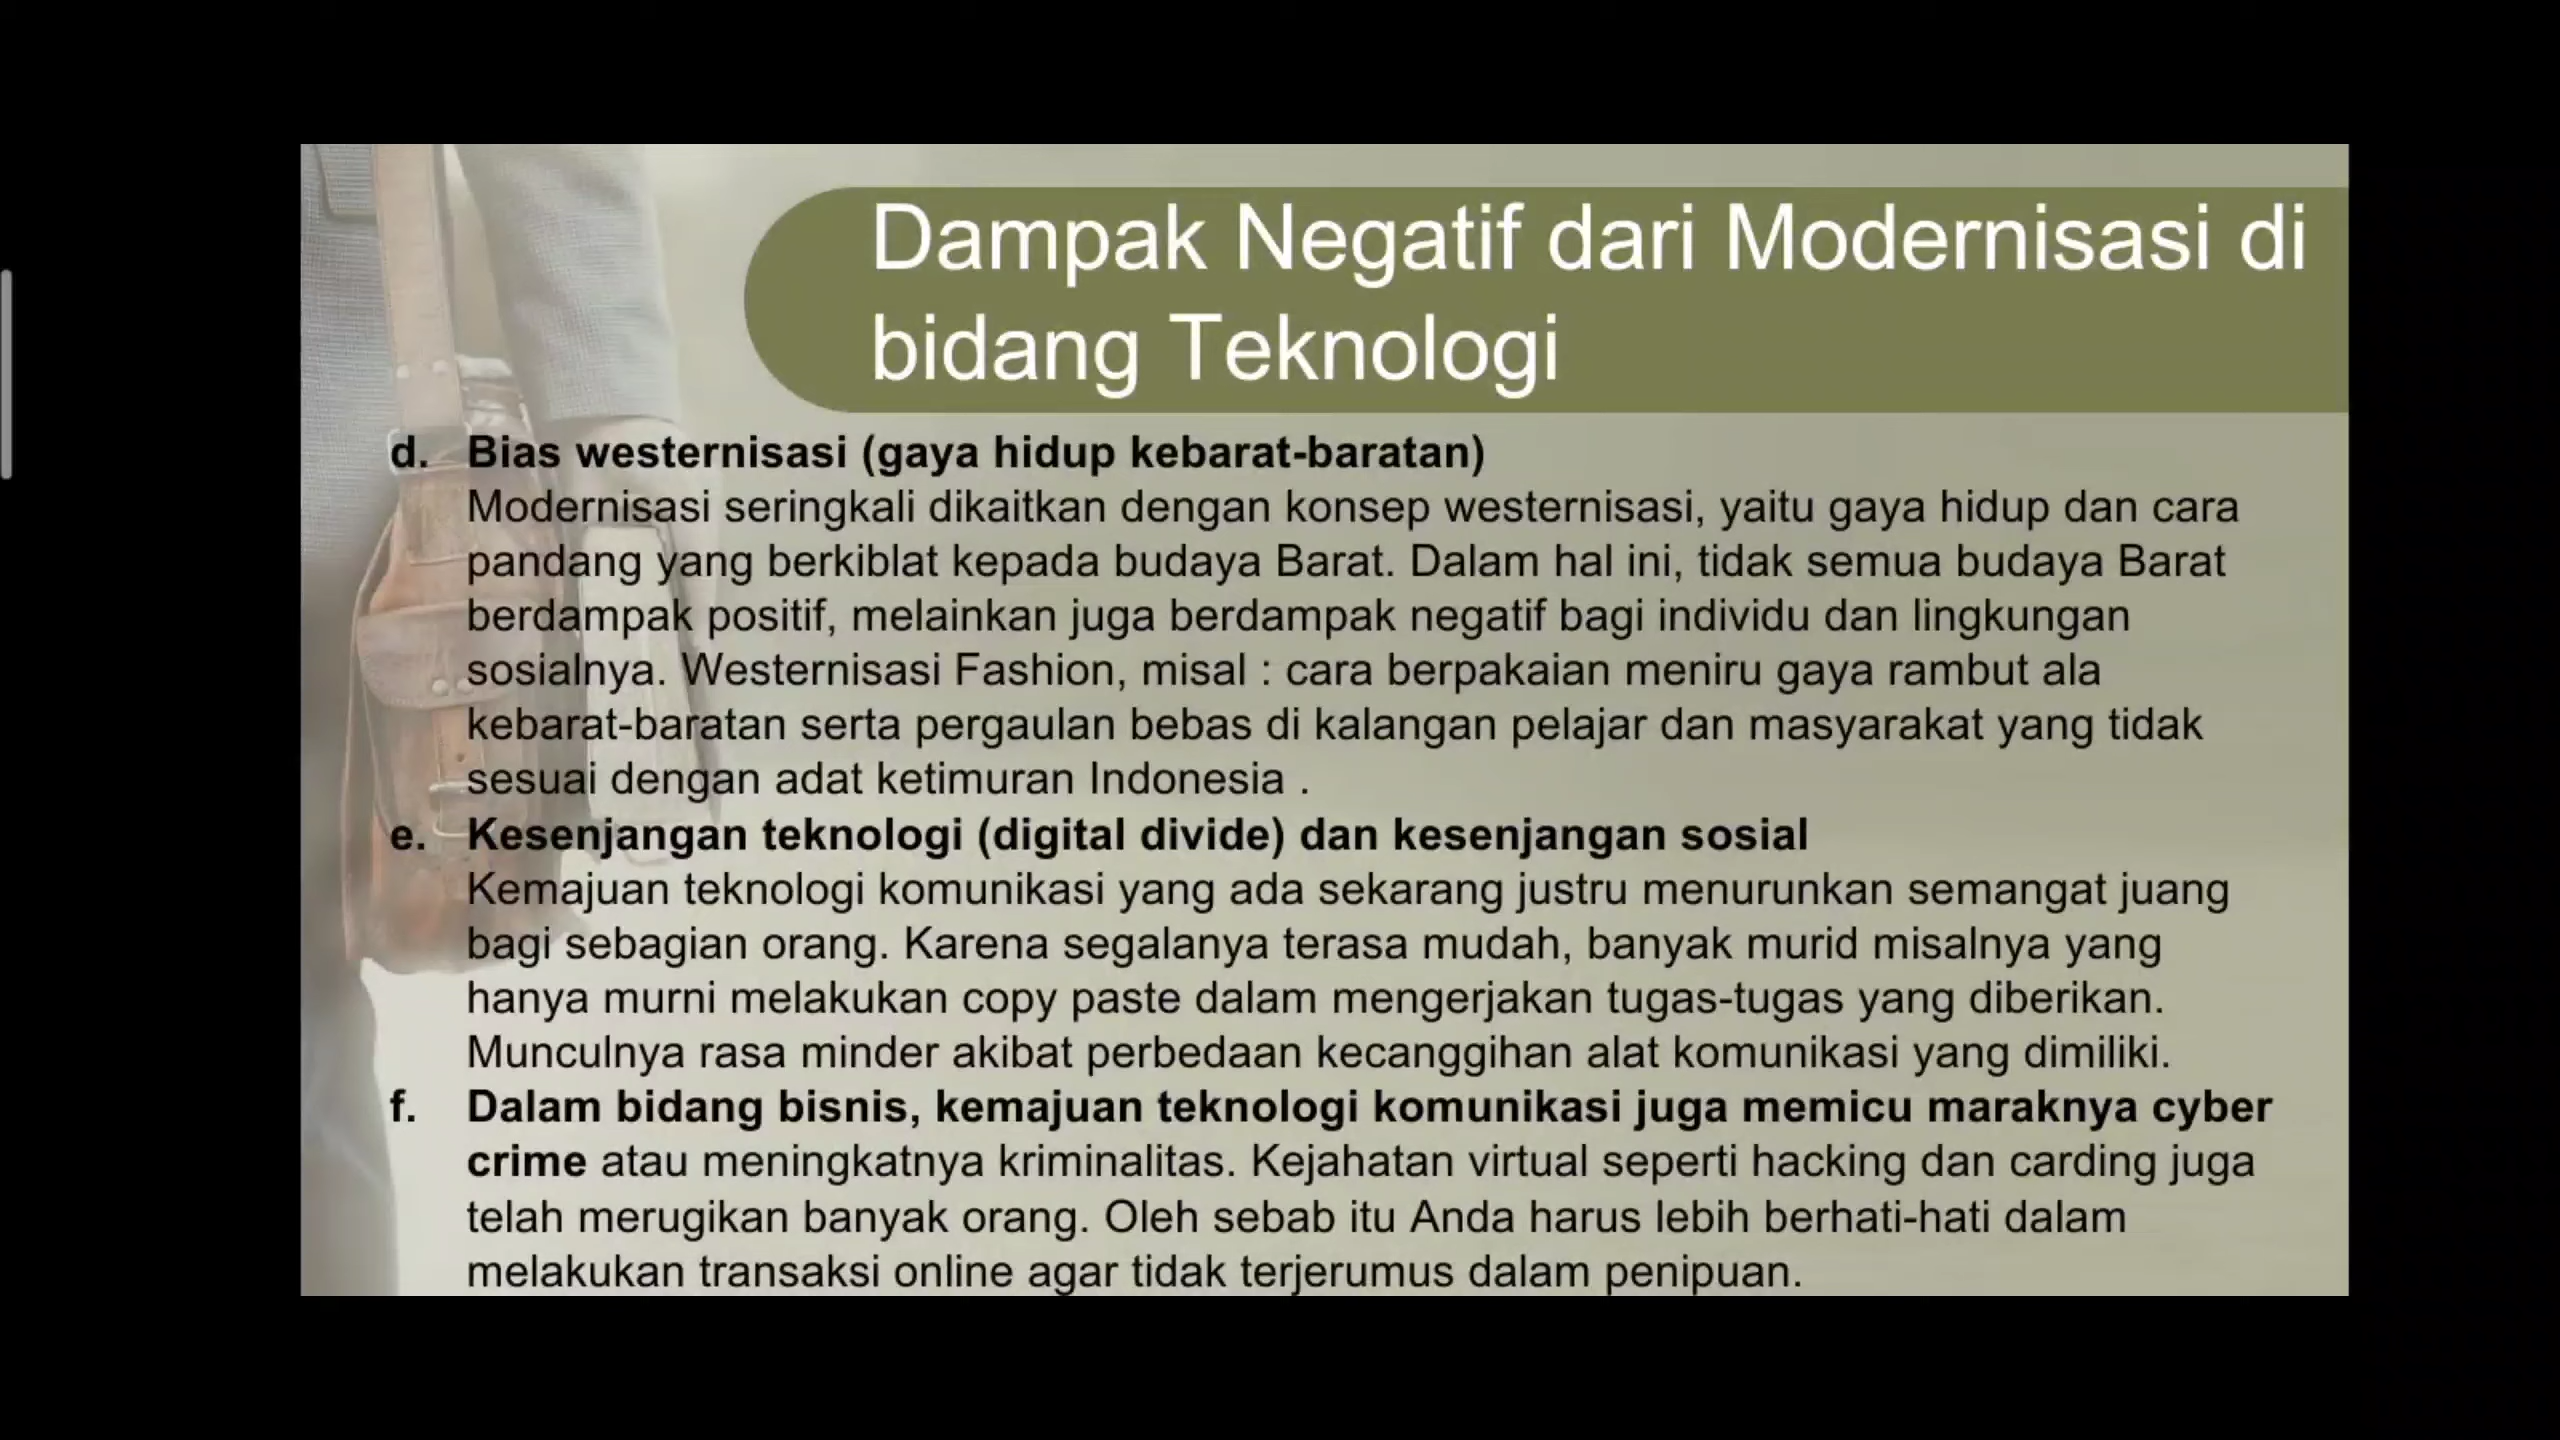 Dampak Negatif dari Modernisasi di
bidang Teknologi
d. Bias westernisasi (gaya hidup kebarat-baratan)
Modernisasi seringkali dikaitkan dengan konsep westernisasi, yaitu gaya hidup dan cara
pandang yang berkiblat kepada budaya Barat. Dalam hal ini, tidak semua budaya Barat
berdampak positif, melainkan juga berdampak negatif bagi individu dan lingkungan
sosialnya. Westernisasi Fashion, misal : cara berpakaian meniru gaya rambut ala
kebarat-baratan serta pergaulan bebas di kalangan pelajar dan masyarakat yang tidak
sesuai dengan adat ketimuran Indonesia .
e. Kesenjangan teknologi (digital divide) dan kesenjangan sosial
Kemajuan teknologi komunikasi yang ada sekarang justru menurunkan semangat juang
bagi sebagian orang. Karena segalanya terasa mudah, banyak murid misalnya yang
hanya murni melakukan copy paste dalam mengerjakan tugas-tugas yang diberikan.
Munculnya rasa minder akibat perbedaan kecanggihan alat komunikasi yang dimiliki.
f. Dalam bidang bisnis, kemajuan teknologi komunikasi juga memicu maraknya cyber
crime atau meningkatnya kriminalitas. Kejahatan virtual seperti hacking dan carding juga
telah merugikan banyak orang. Oleh sebab itu Anda harus lebih berhati-hati dalam
melakukan transaksi online agar tidak terjerumus dalam penipuan.